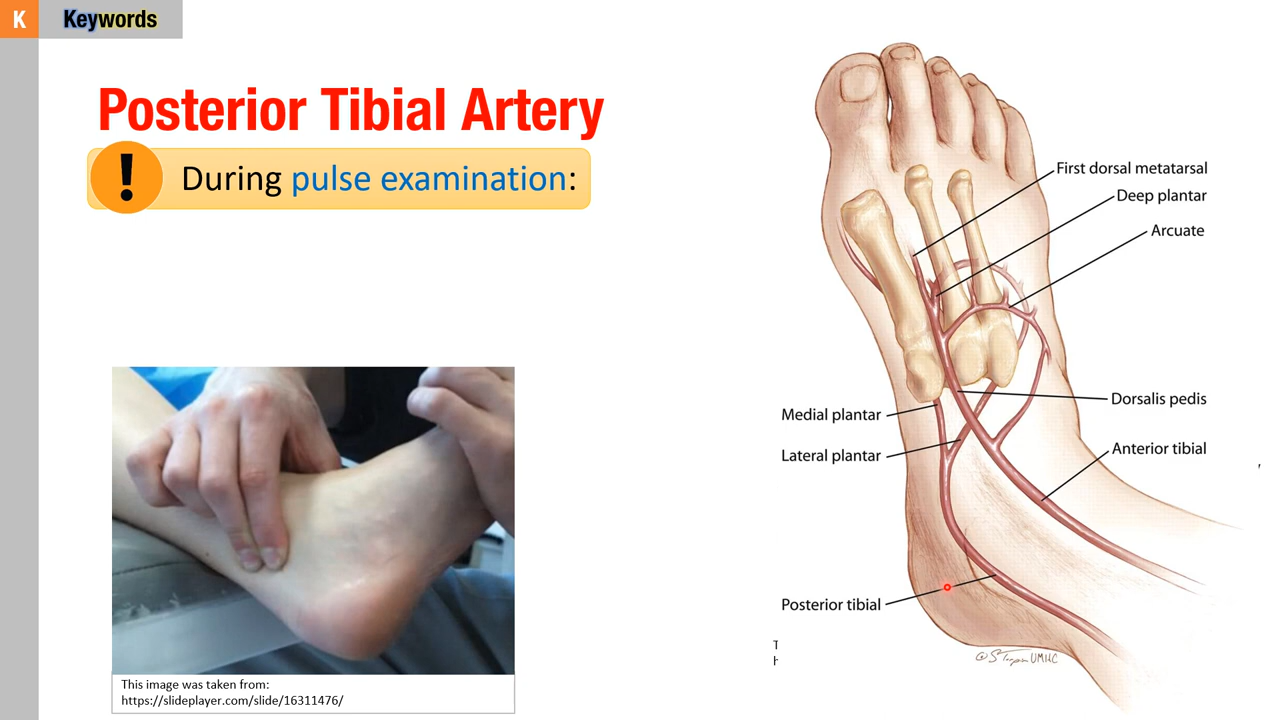 K Keywords
Posterior Tibial Artery
! During pulse examination:
First dorsal metatarsal
Deep plantar
Arcuate
Dorsalis pedis
Medial plantar
Anterior tibial
Lateral plantar
Posterior tibial
This image was taken from:
https://slideplayer.com/slide/16311476/